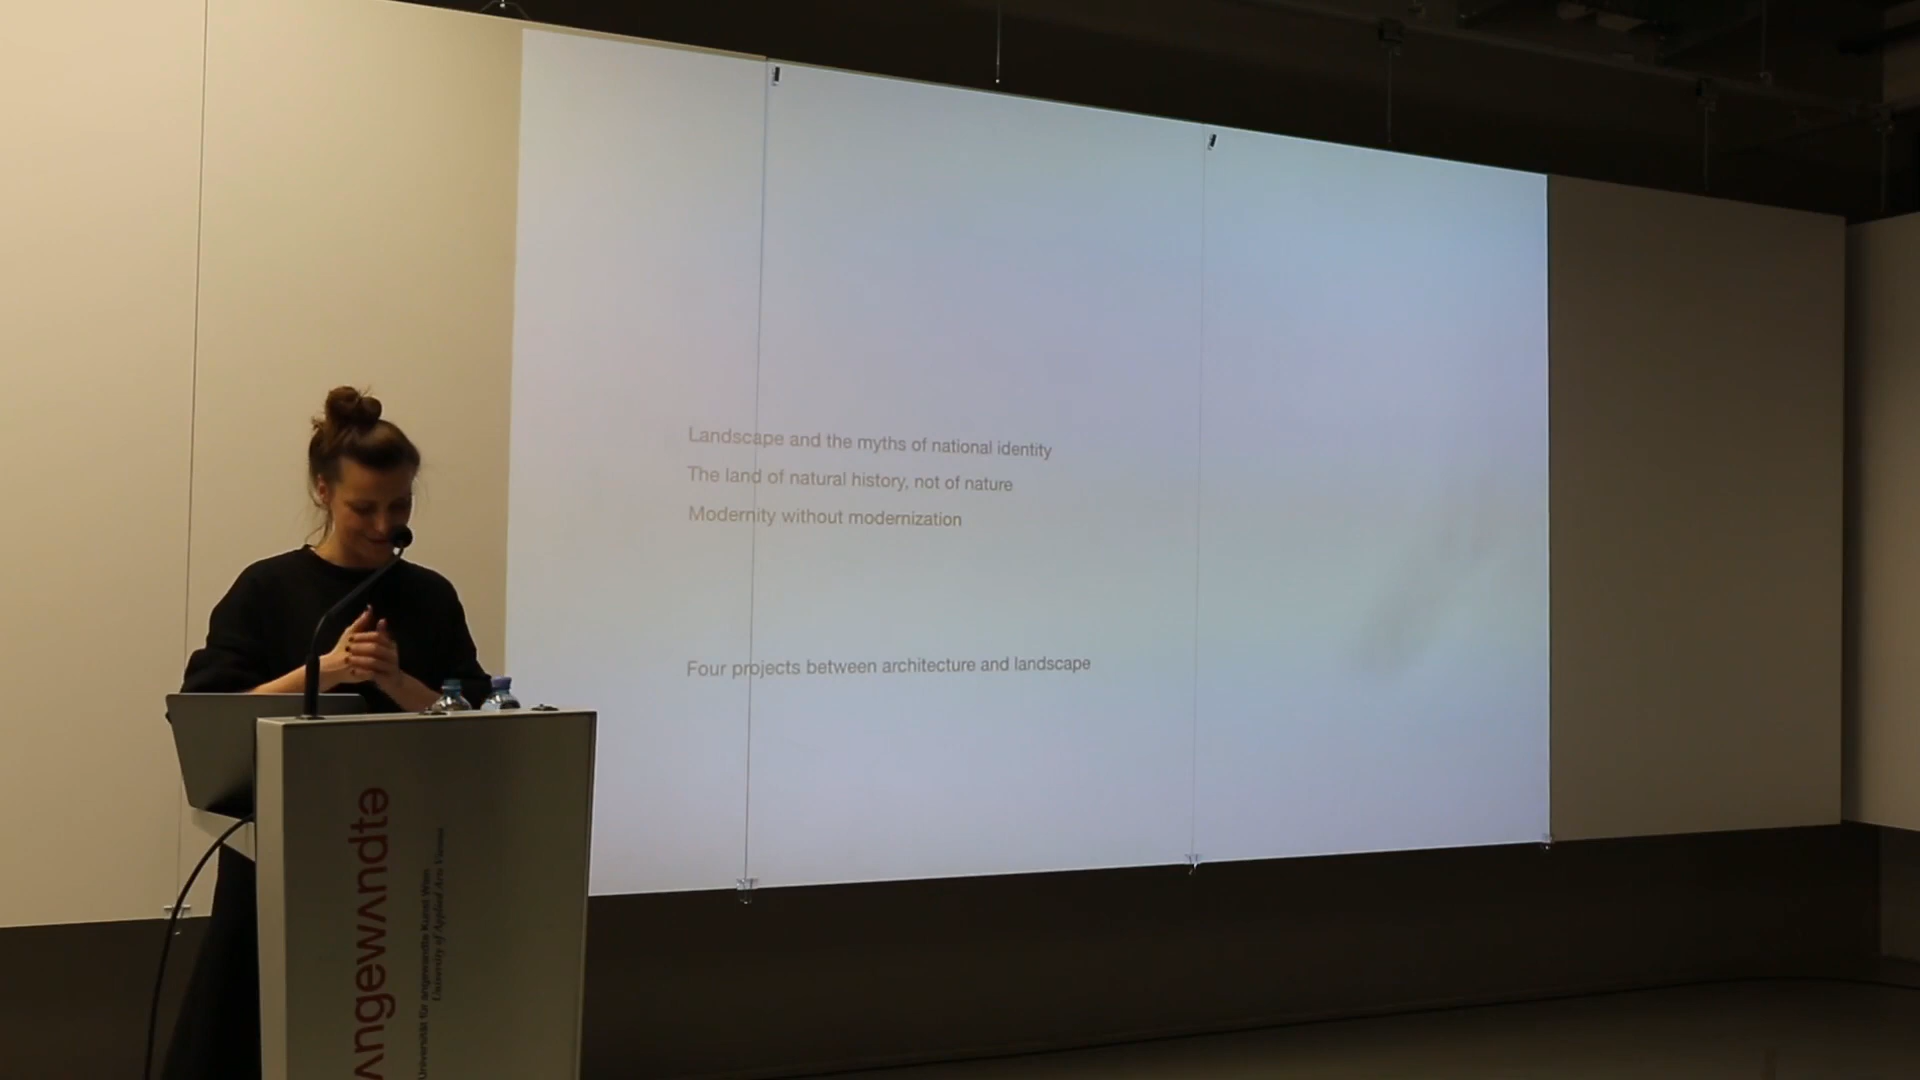 Landscape and the myths of national identity
The land of natural history, not of nature
Modernity without modernization
Four projects between architecture and landscape
ʌngewʌndtə
Universität für angewandte Kunst Wien
University of Applied Arts Vienna